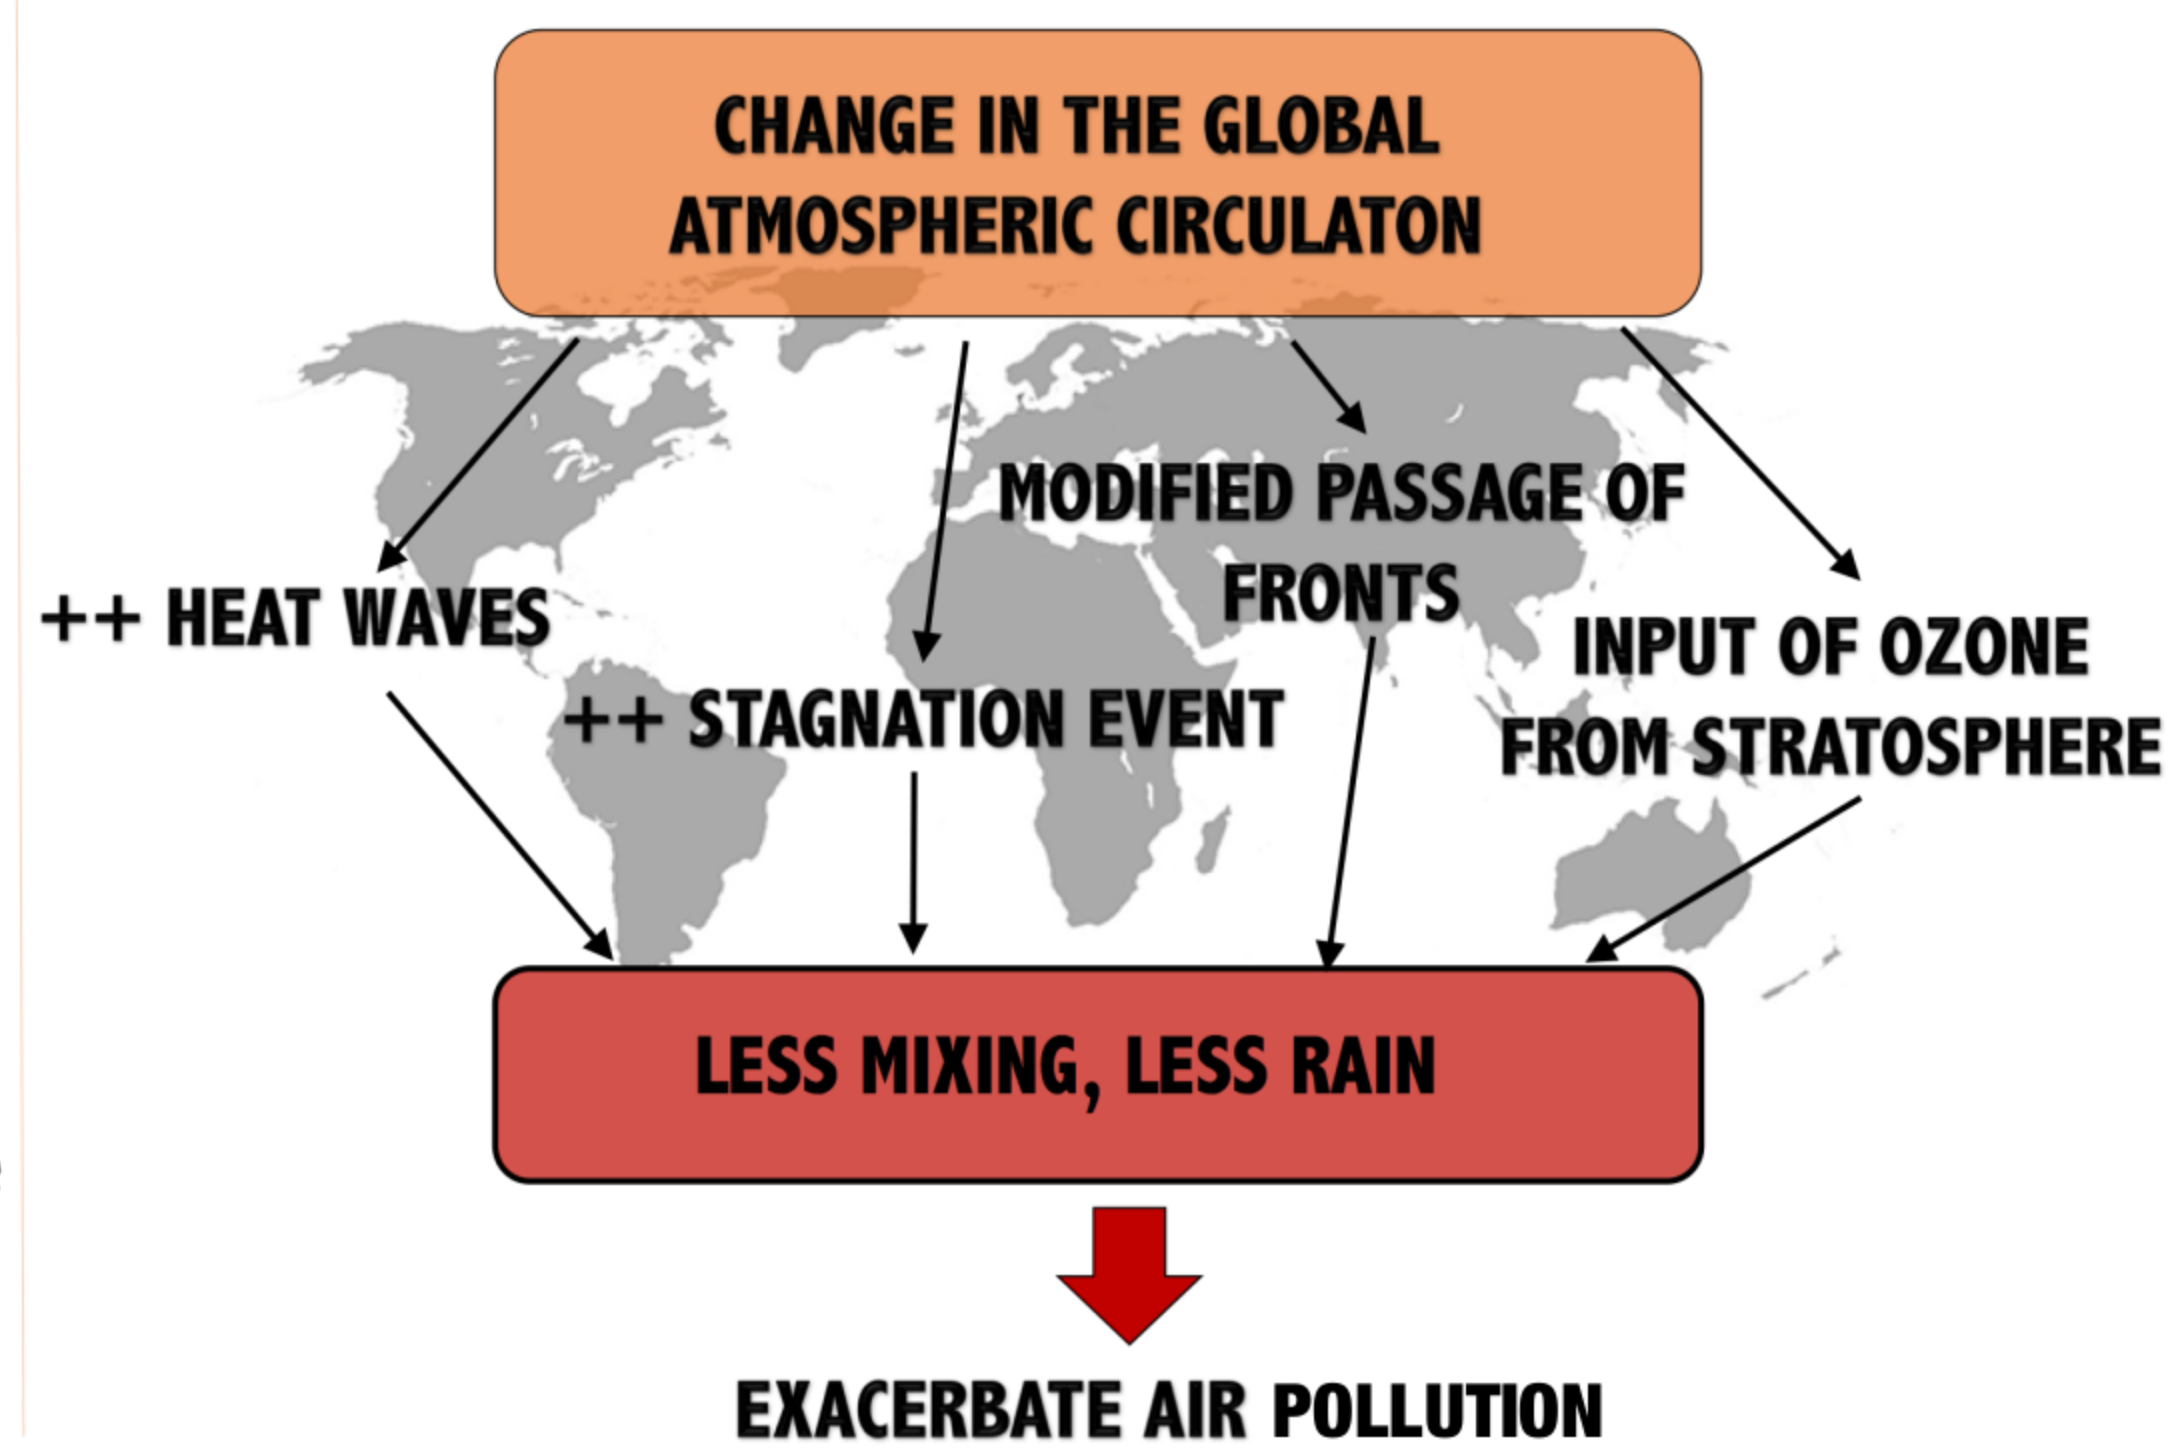 CHANGE IN THE GLOBAL
ATMOSPHERIC CIRCULATON
MODIFIED PASSAGE OF
FRONTS
++ HEAT WAVES
++ STAGNATION EVENT
INPUT OF OZONE
FROM STRATOSPHERE
LESS MIXING, LESS RAIN
EXACERBATE AIR POLLUTION